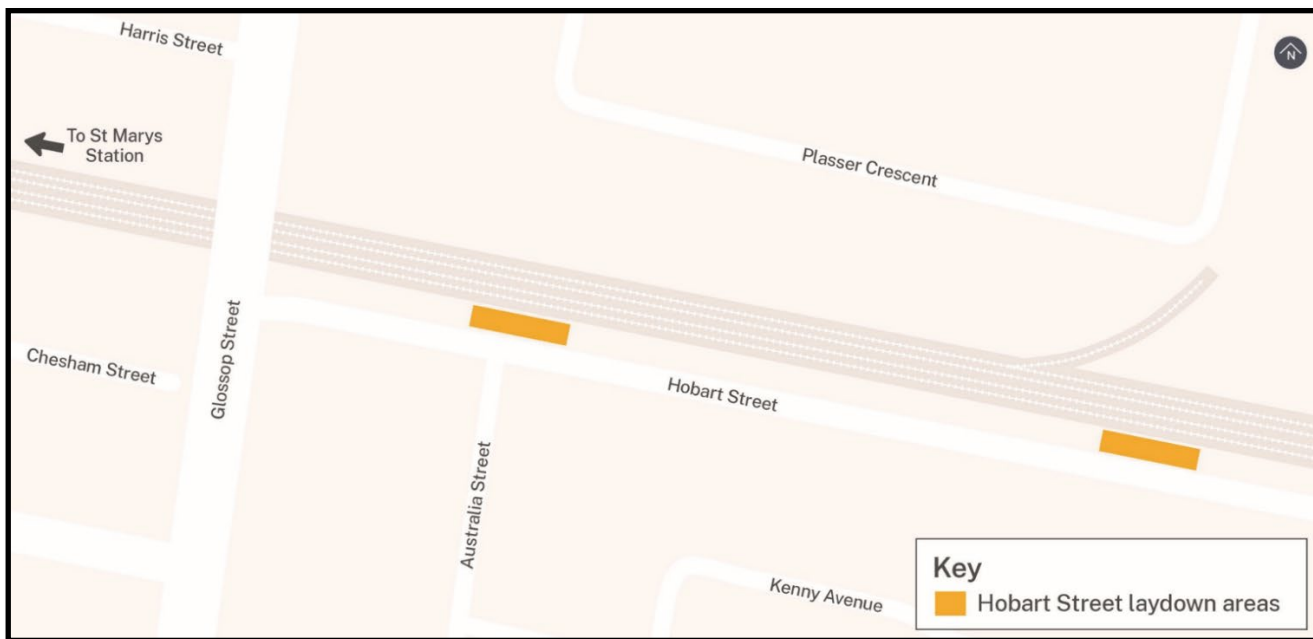 Harris Street
N
To St Marys
Station
Plasser Crescent
Glossop Street
Chesham Street
Hobart Street
Australia Street
Kenny Avenue
Key
Hobart Street laydown areas